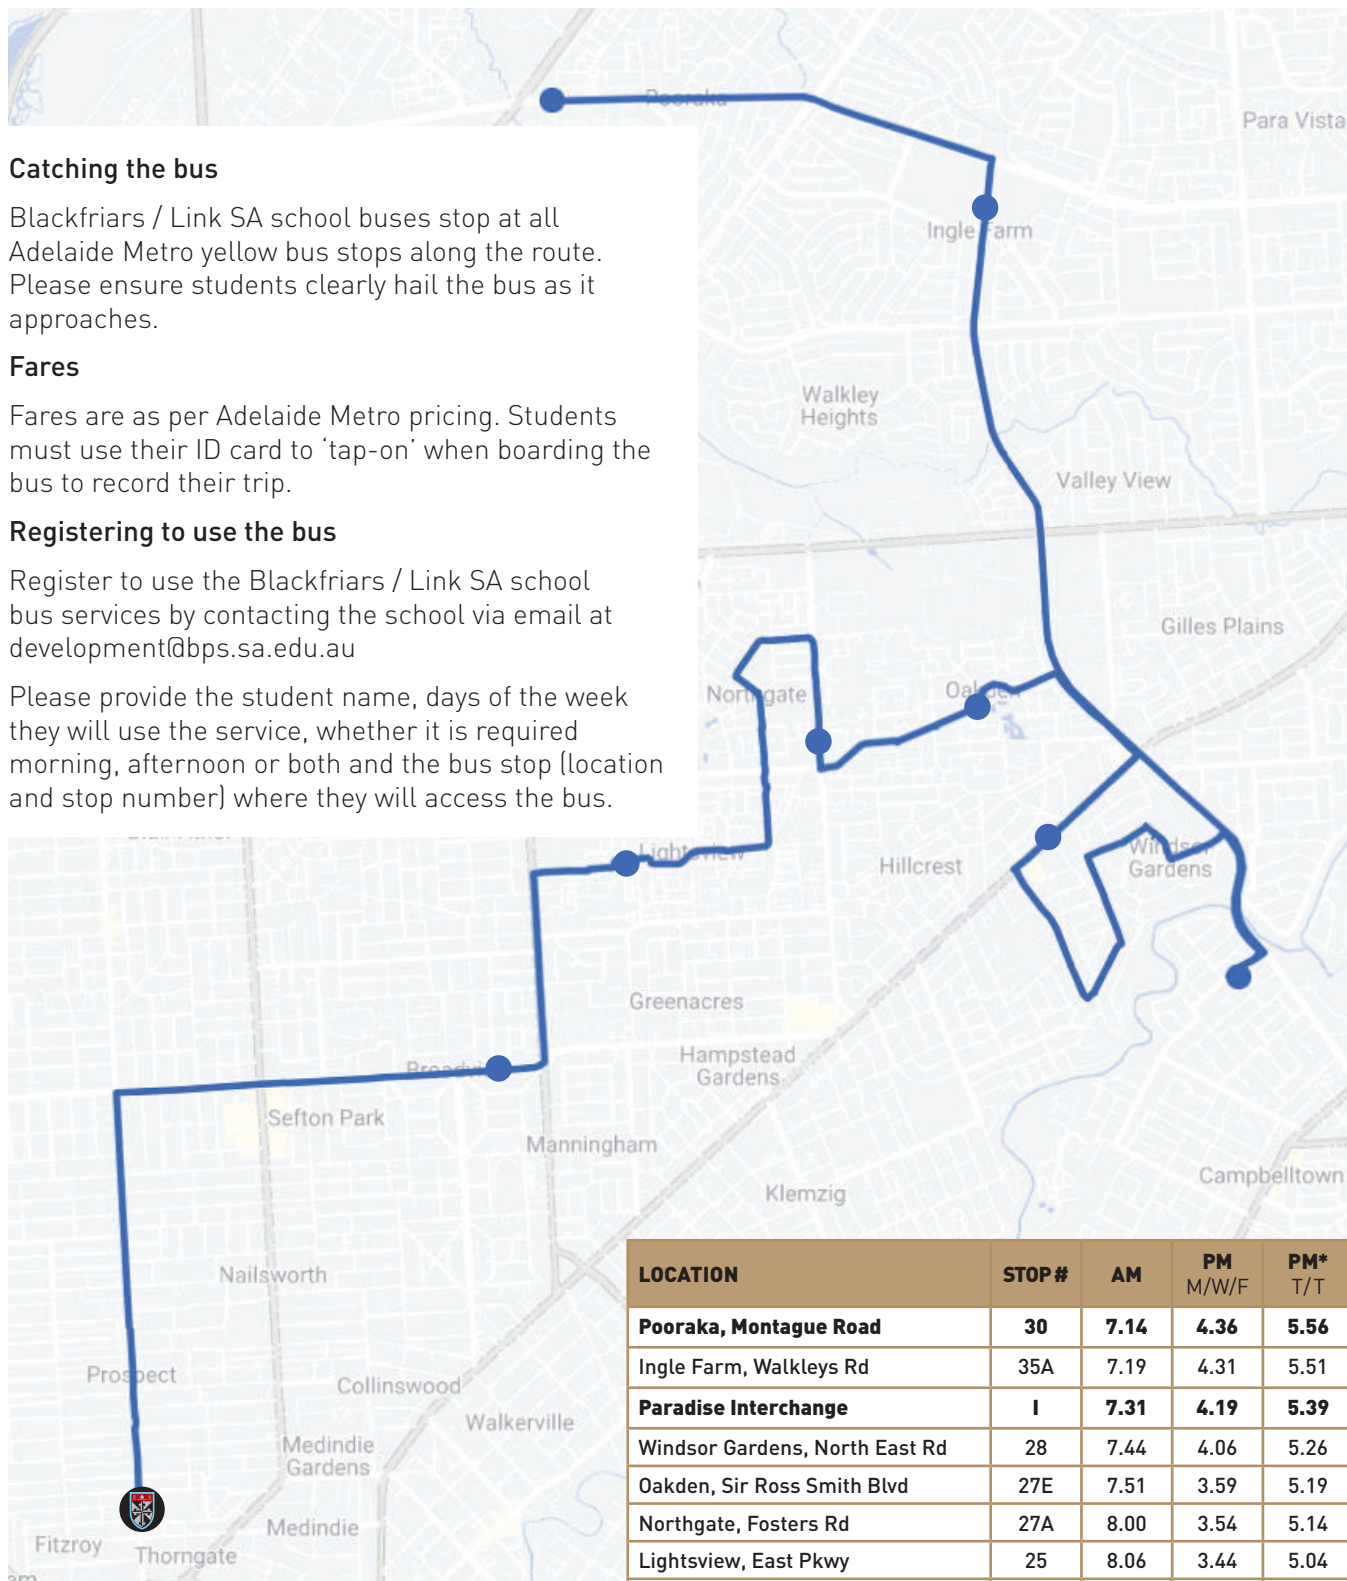 Pooraka
Para Vista
Catching the bus
Blackfriars / Link SA school buses stop at all
Adelaide Metro yellow bus stops along the route.
Please ensure students clearly hail the bus as it
approaches.
Fares
Fares are as per Adelaide Metro pricing. Students
must use their ID card to ‘tap-on’ when boarding the
bus to record their trip.
Registering to use the bus
Register to use the Blackfriars / Link SA school
bus services by contacting the school via email at
development@bps.sa.edu.au
Please provide the student name, days of the week
they will use the service, whether it is required
morning, afternoon or both and the bus stop (location
and stop number) where they will access the bus.
Ingle Farm
Walkley
Heights
Valley View
Gilles Plains
Northgate
Oakden
Lightsview
Hillcrest
Windsor
Gardens
Greenacres
Hampstead
Gardens
Broadview
Sefton Park
Manningham
Klemzig
Campbelltown
Nailsworth
Prospect
Collinswood
Walkerville
Medindie
Gardens
Medindie
Fitzroy
Thorngate
LOCATION STOP # AM PM M/W/F PM* T/T
Pooraka, Montague Road 30 7.14 4.36 5.56
Ingle Farm, Walkleys Rd 35A 7.19 4.31 5.51
Paradise Interchange I 7.31 4.19 5.39
Windsor Gardens, North East Rd 28 7.44 4.06 5.26
Oakden, Sir Ross Smith Blvd 27E 7.51 3.59 5.19
Northgate, Fosters Rd 27A 8.00 3.54 5.14
Lightsview, East Pkwy 25 8.06 3.44 5.04